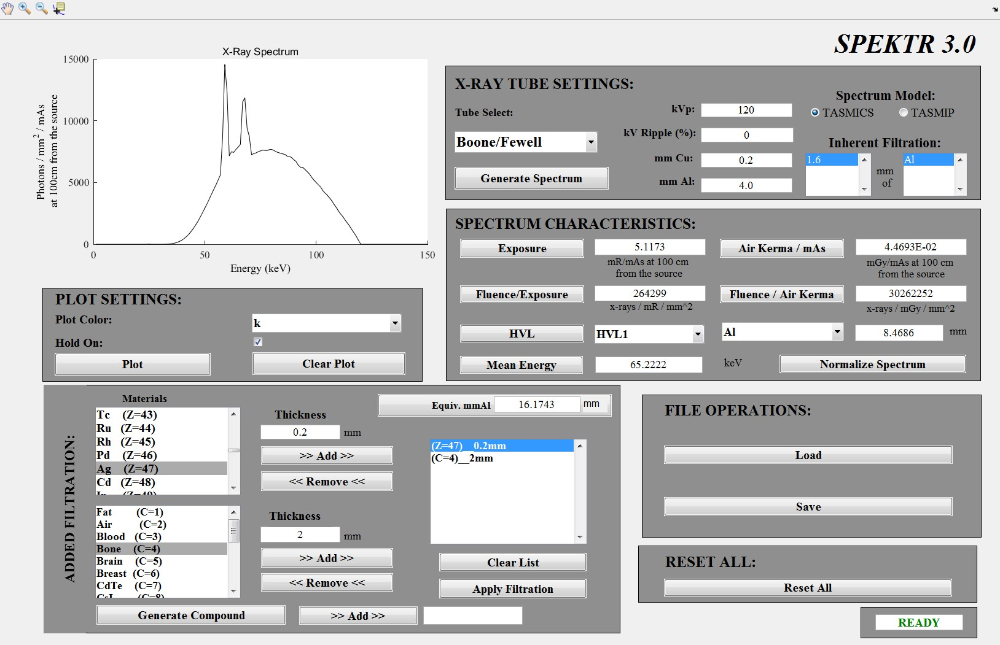 SPEKTR 3.0
X-Ray Spectrum
15000
10000
5000
0
0
50
100
150
Photons / mm2 / mAs
at 100cm from the source
Energy (keV)
X-RAY TUBE SETTINGS:
Tube Select:
Boone/Fewell
Generate Spectrum
kVp:
120
kV Ripple (%):
0
mm Cu:
0.2
mm Al:
4.0
Spectrum Model:
TASMICS
TASMIP
Inherent Filtration:
1.6
mm
of
Al
SPECTRUM CHARACTERISTICS:
Exposure
5.1173
mR/mAs at 100 cm
from the source
Air Kerma / mAs
4.4693E-02
mGy/mAs at 100 cm
from the source
Fluence/Exposure
264299
x-rays / mR / mm^2
Fluence / Air Kerma
30262252
x-rays / mGy / mm^2
HVL
HVL1
Al
8.4686
mm
Mean Energy
65.2222
keV
Normalize Spectrum
PLOT SETTINGS:
Plot Color:
k
Hold On:
Plot
Clear Plot
ADDED FILTRATION:
Materials
Tc (Z=43)
Ru (Z=44)
Rh (Z=45)
Pd (Z=46)
Ag (Z=47)
Cd (Z=48)
Fat (C=1)
Air (C=2)
Blood (C=3)
Bone (C=4)
Brain (C=5)
Breast (C=6)
CdTe (C=7)
Generate Compound
Thickness
0.2
mm
>> Add >>
<< Remove <<
Thickness
2
mm
>> Add >>
<< Remove <<
>> Add >>
Equiv. mmAl
16.1743
mm
(Z=47)__0.2mm
(C=4)__2mm
Clear List
Apply Filtration
FILE OPERATIONS:
Load
Save
RESET ALL:
Reset All
READY